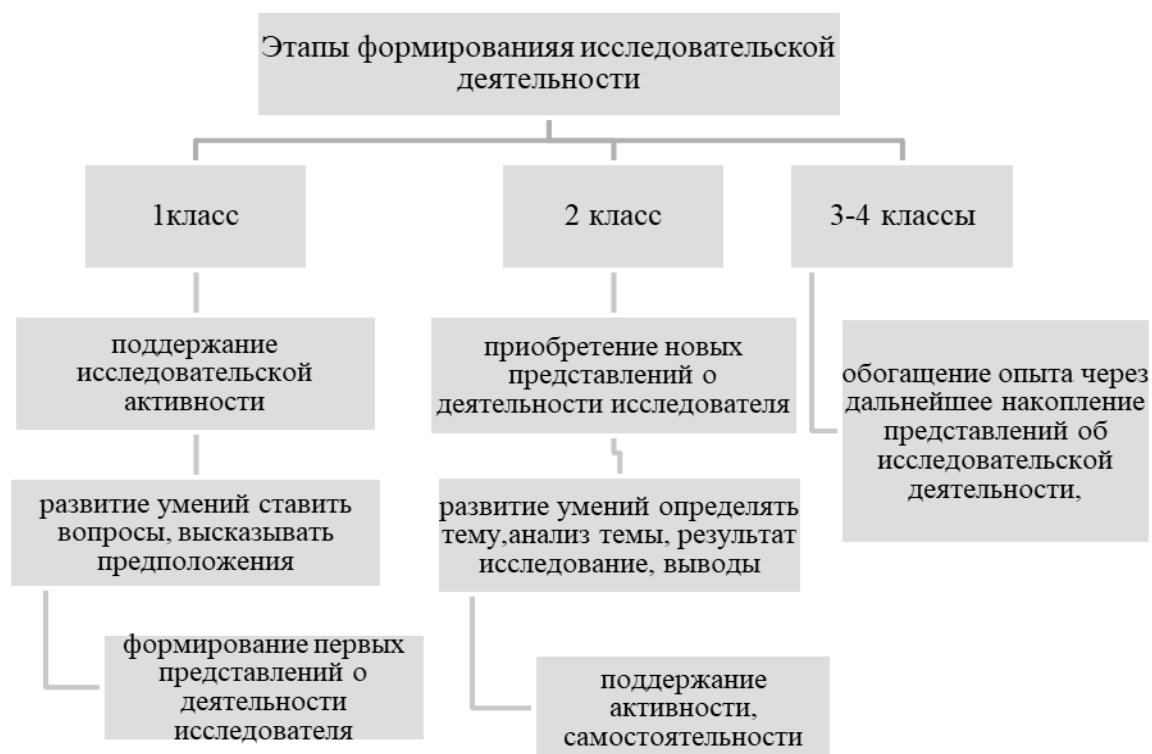 Этапы формированияя исследовательской
деятельности
1класс
2 класс
3-4 классы
поддержание
исследовательской
активности
приобретение новых
представлений о
деятельности исследователя
обогащение опыта через
дальнейшее накопление
представлений об
исследовательской
деятельности,
развитие умений ставить
вопросы, высказывать
предположения
развитие умений определять
тему,анализ темы, результат
исследование, выводы
формирование первых
представлений о
деятельности
исследователя
поддержание
активности,
самостоятельности